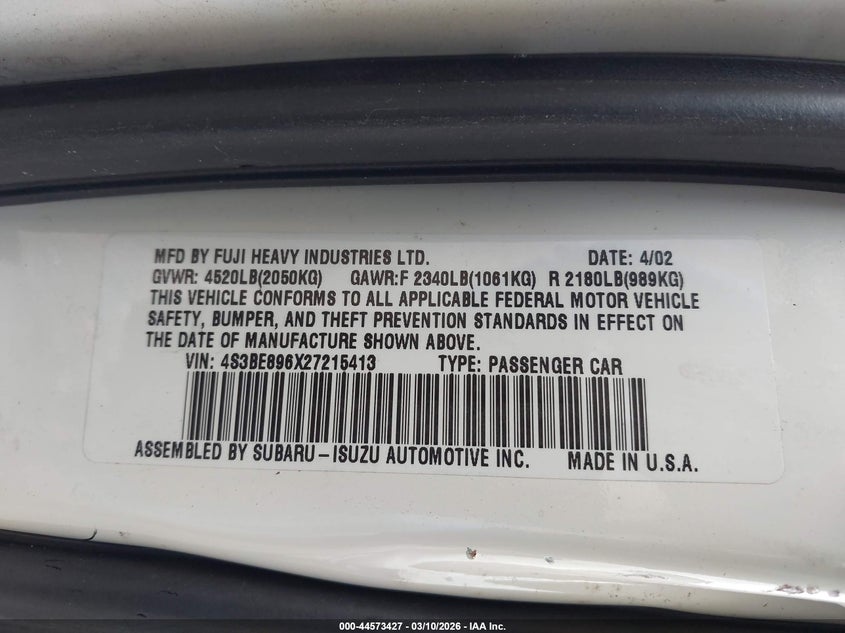 MFD BY FUJI HEAVY INDUSTRIES LTD. DATE: 4/02
GVWR: 4520LB(2050KG) GAWR:F 2340LB(1061KG) R 2180LB(989KG)
THIS VEHICLE CONFORMS TO ALL APPLICABLE FEDERAL MOTOR VEHICLE
SAFETY, BUMPER, AND THEFT PREVENTION STANDARDS IN EFFECT ON
THE DATE OF MANUFACTURE SHOWN ABOVE.
VIN: 4S3BE896X27215413 TYPE: PASSENGER CAR
ASSEMBLED BY SUBARU-ISUZU AUTOMOTIVE INC. MADE IN U.S.A.
000-44573427 - 03/10/2026 - IAA Inc.